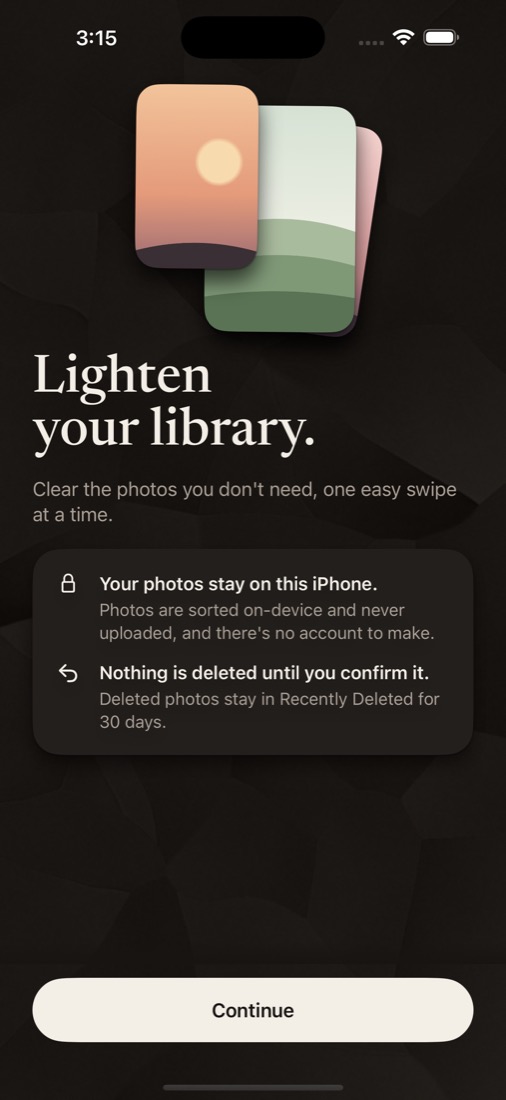 3:15
Lighten
your library.
Clear the photos you don't need, one easy swipe
at a time.
Your photos stay on this iPhone.
Photos are sorted on-device and never
uploaded, and there's no account to make.
Nothing is deleted until you confirm it.
Deleted photos stay in Recently Deleted for
30 days.
Continue